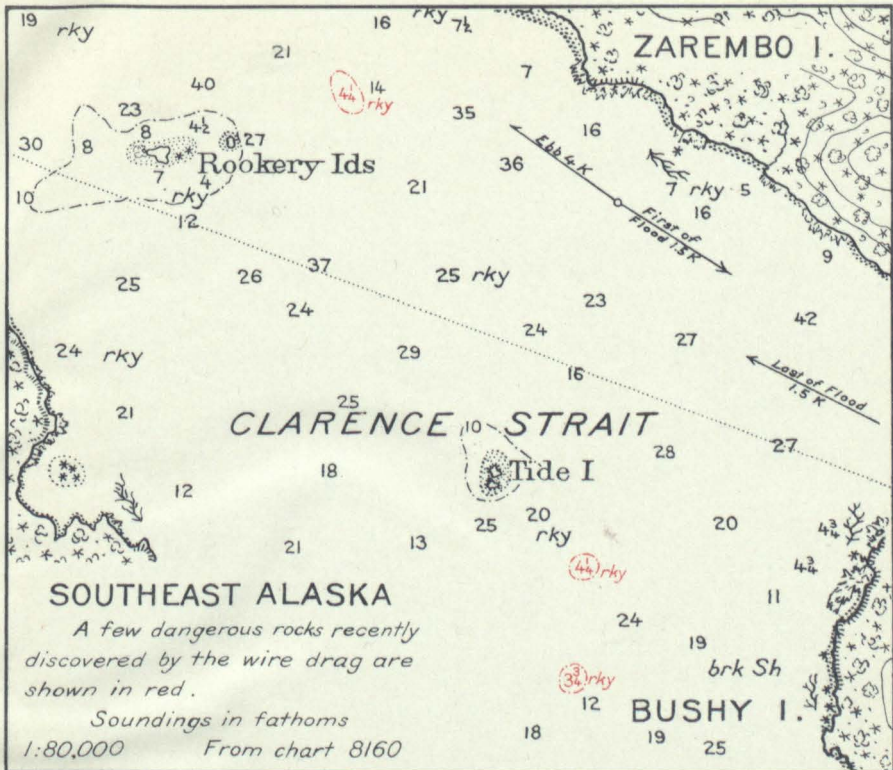 19 rky 16 rky 7½
21
ZAREMBO I.
7
4¼ rky 14
40
35
23
8 4½ 27
16
30 8
Rookery Ids
Ebb 4 K
36
7
rky 4
21
7 rky 5
10
16
First of
Flood 1.5 K
12
9
37
25 26 25 rky
24
23
42
24
27
24 rky
29
16
Last of Flood
1.5 K
25
21
CLARENCE STRAIT
10
28
27
18
Tide I
12
20
25
rky
20
4¾
21
13
4¼ rky
4¾
11
SOUTHEAST ALASKA
A few dangerous rocks recently
discovered by the wire drag are
shown in red.
Soundings in fathoms
1:80,000 From chart 8160
24
19
brk Sh
3¾ rky
12
BUSHY I.
18
19
25